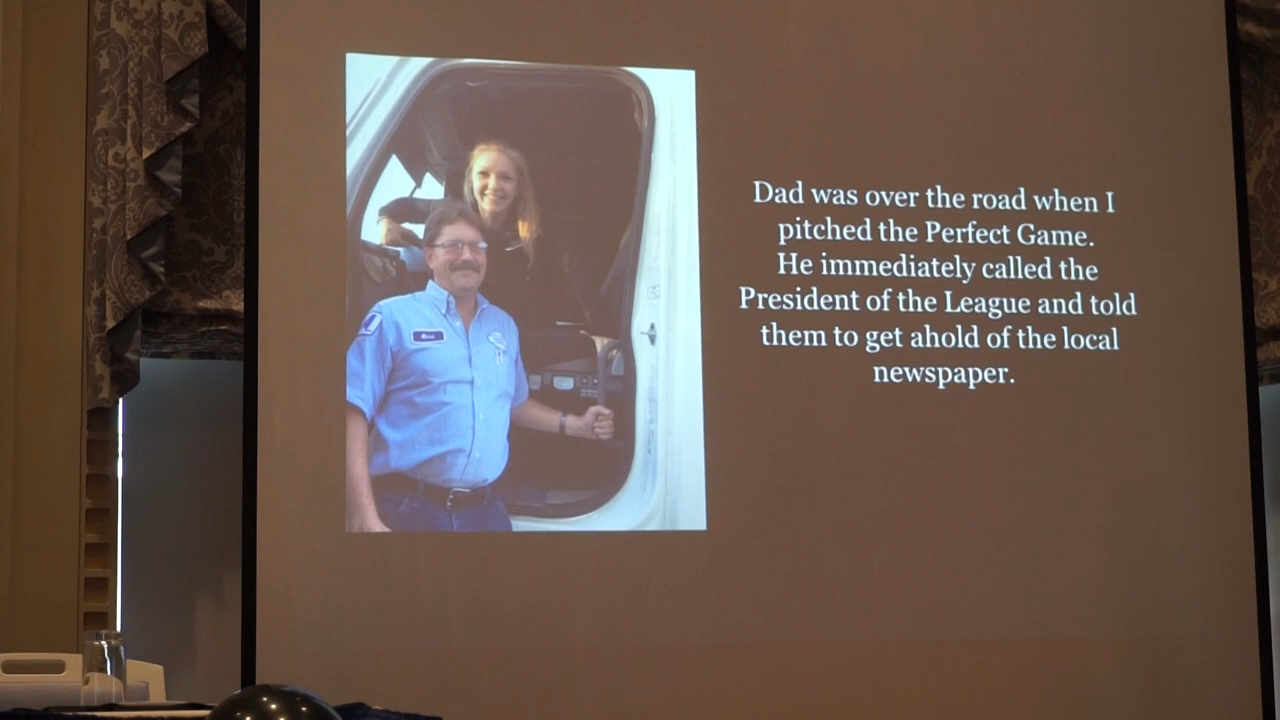 Dad was over the road when I
pitched the Perfect Game.
He immediately called the
President of the League and told
them to get ahold of the local
newspaper.